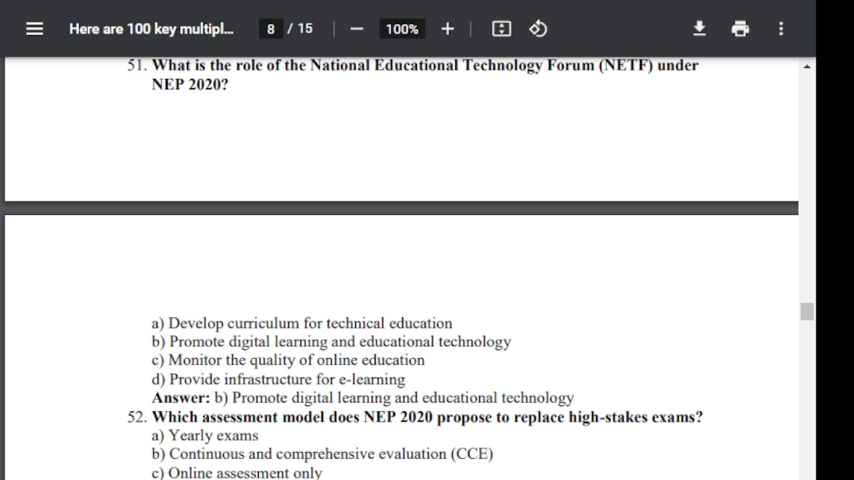 Here are 100 key multipl... 8 / 15 100%
51. What is the role of the National Educational Technology Forum (NETF) under
NEP 2020?
a) Develop curriculum for technical education
b) Promote digital learning and educational technology
c) Monitor the quality of online education
d) Provide infrastructure for e-learning
Answer: b) Promote digital learning and educational technology
52. Which assessment model does NEP 2020 propose to replace high-stakes exams?
a) Yearly exams
b) Continuous and comprehensive evaluation (CCE)
c) Online assessment only